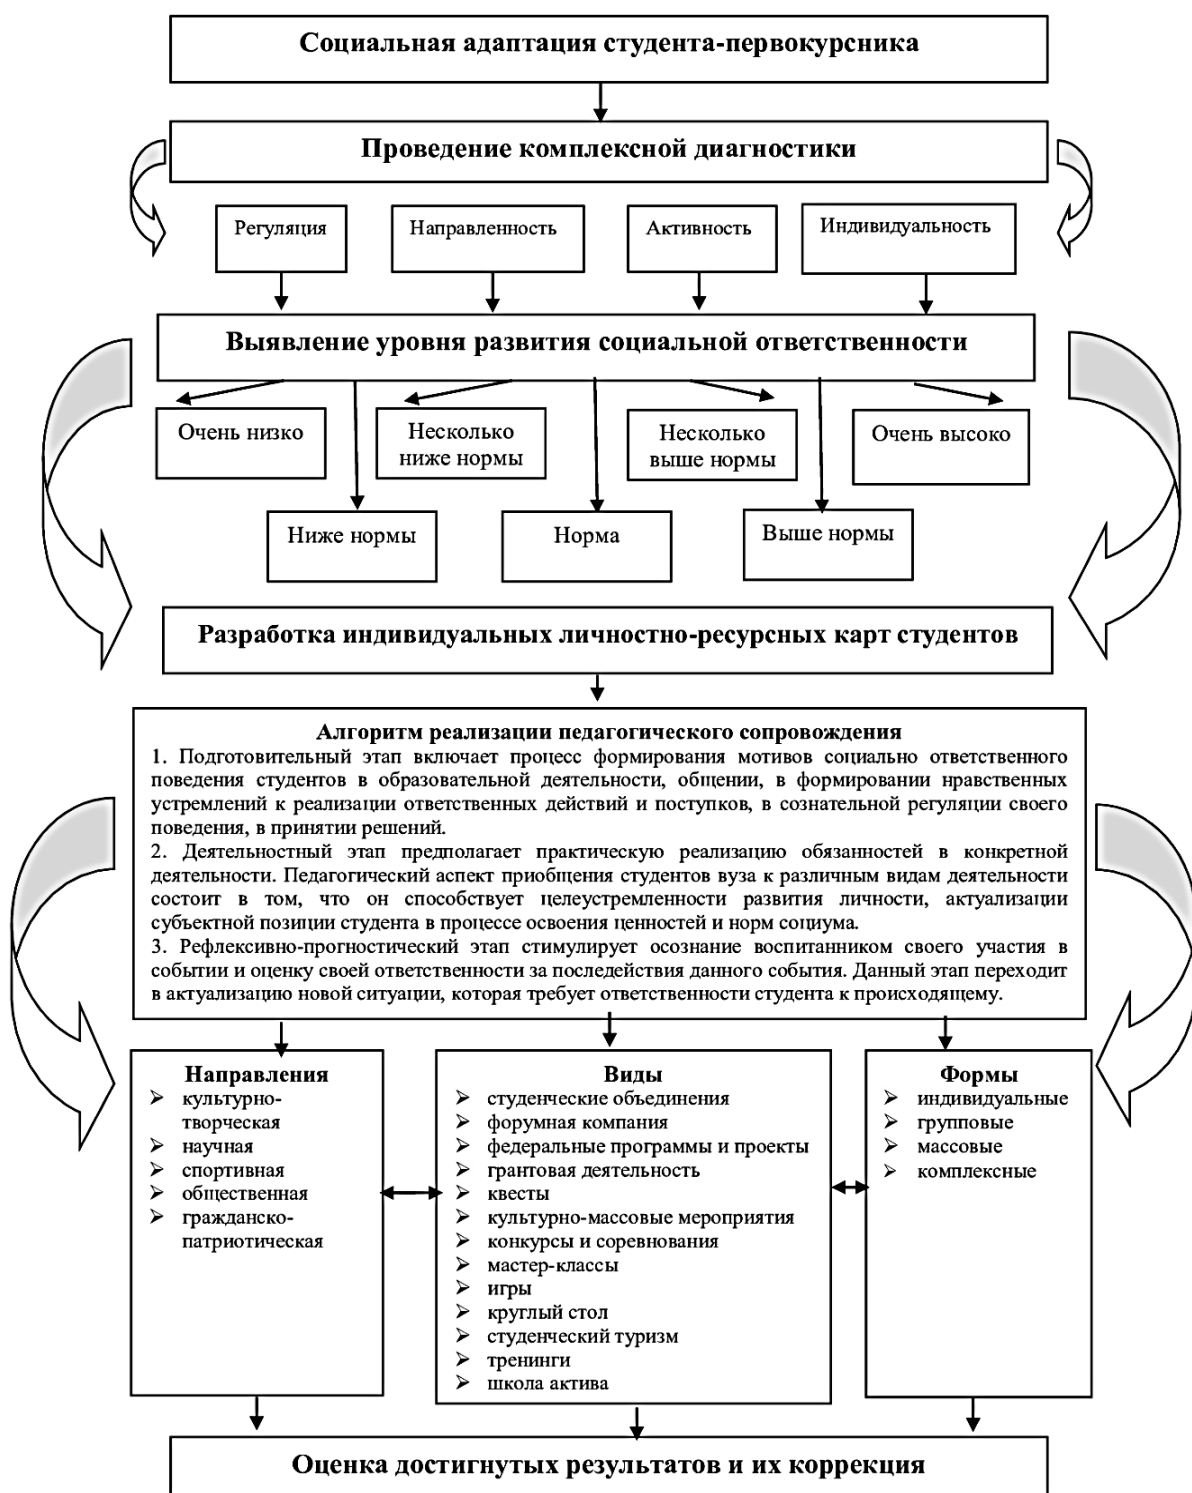 Социальная адаптация студента-первокурсника
Проведение комплексной диагностики
Регуляция
Направленность
Активность
Индивидуальность
Выявление уровня развития социальной ответственности
Очень низко
Несколько
ниже нормы
Несколько
выше нормы
Очень высоко
Ниже нормы
Норма
Выше нормы
Разработка индивидуальных личностно-ресурсных карт студентов
Алгоритм реализации педагогического сопровождения
1. Подготовительный этап включает процесс формирования мотивов социально ответственного
поведения студентов в образовательной деятельности, общении, в формировании нравственных
устремлений к реализации ответственных действий и поступков, в сознательной регуляции своего
поведения, в принятии решений.
2. Деятельностный этап предполагает практическую реализацию обязанностей в конкретной
деятельности. Педагогический аспект приобщения студентов вуза к различным видам деятельности
состоит в том, что он способствует целеустремленности развития личности, актуализации
субъектной позиции студента в процессе освоения ценностей и норм социума.
3. Рефлексивно-прогностический этап стимулирует осознание воспитанником своего участия в
событии и оценку своей ответственности за последствия данного события. Данный этап переходит
в актуализацию новой ситуации, которая требует ответственности студента к происходящему.
Направления
культурно-
творческая
научная
спортивная
общественная
гражданско-
патриотическая
Виды
студенческие объединения
форумная компания
федеральные программы и проекты
грантовая деятельность
квесты
культурно-массовые мероприятия
конкурсы и соревнования
мастер-классы
игры
круглый стол
студенческий туризм
тренинги
школа актива
Формы
индивидуальные
групповые
массовые
комплексные
Оценка достигнутых результатов и их коррекция